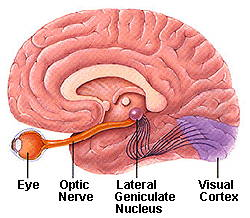 Eye
Optic
Nerve
Lateral
Geniculate
Nucleus
Visual
Cortex